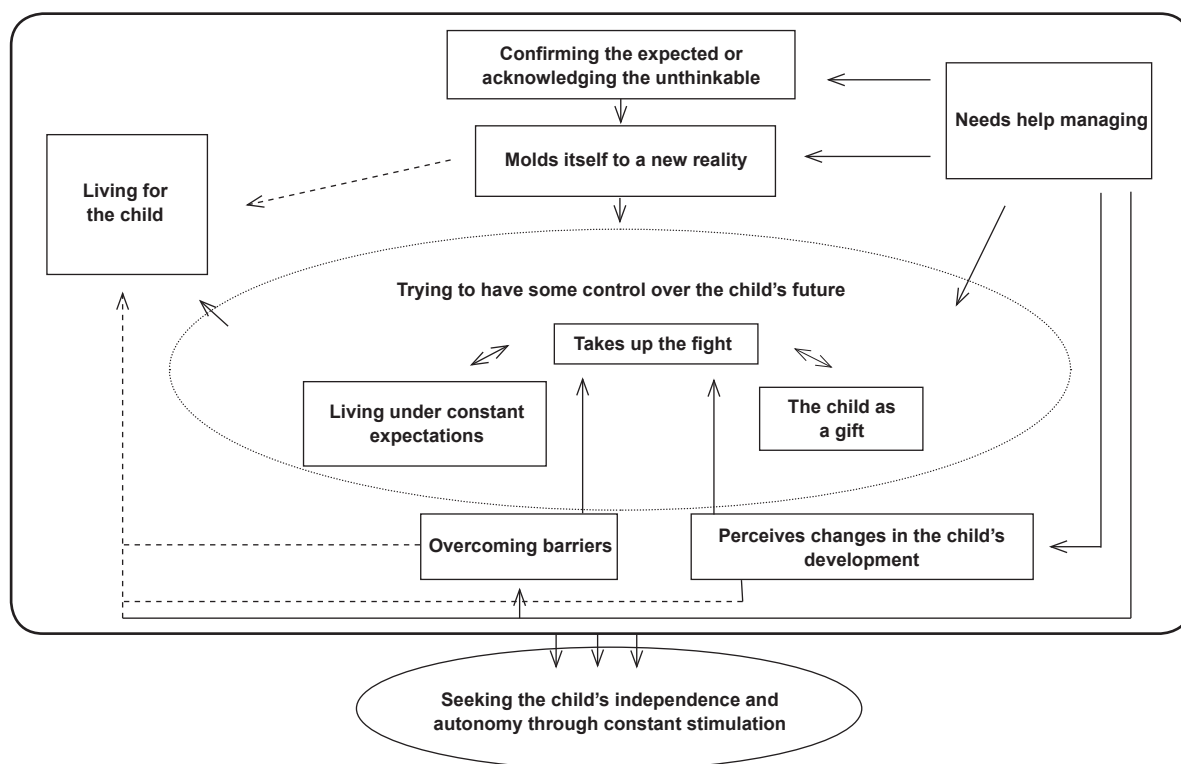 Confirming the expected or
acknowledging the unthinkable
Needs help managing
Molds itself to a new reality
Living for
the child
Trying to have some control over the child’s future
Takes up the fight
Living under constant
expectations
The child as
a gift
Overcoming barriers
Perceives changes in the child’s
development
Seeking the child’s independence and
autonomy through constant stimulation